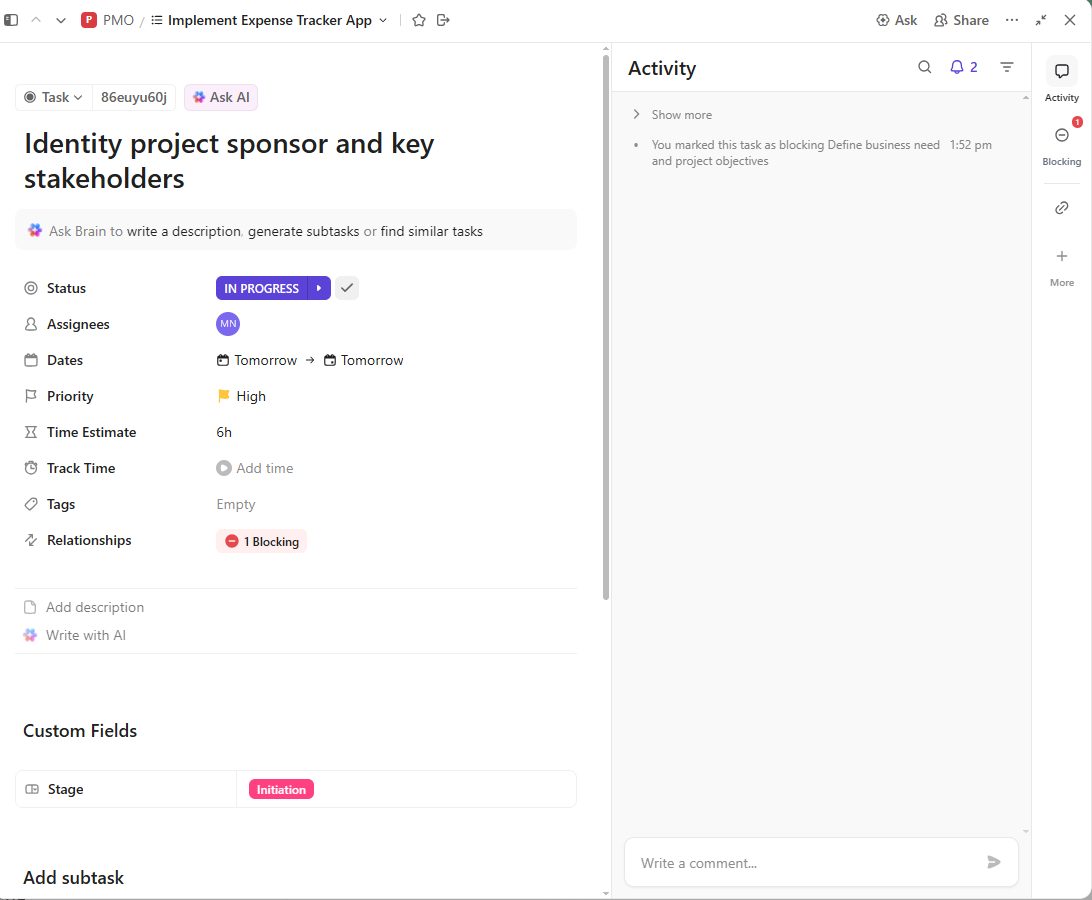 P PMO / Implement Expense Tracker App Ask Share
Task 86euyu60j Ask AI
Identity project sponsor and key
stakeholders
Ask Brain to write a description, generate subtasks or find similar tasks
Status IN PROGRESS
Assignees MN
Dates Tomorrow → Tomorrow
Priority High
Time Estimate 6h
Track Time Add time
Tags Empty
Relationships 1 Blocking
Add description
Write with AI
Custom Fields
Stage Initiation
Add subtask
Activity 2
Show more
• You marked this task as blocking Define business need 1:52 pm
and project objectives
Write a comment...
Activity
1
Blocking
More